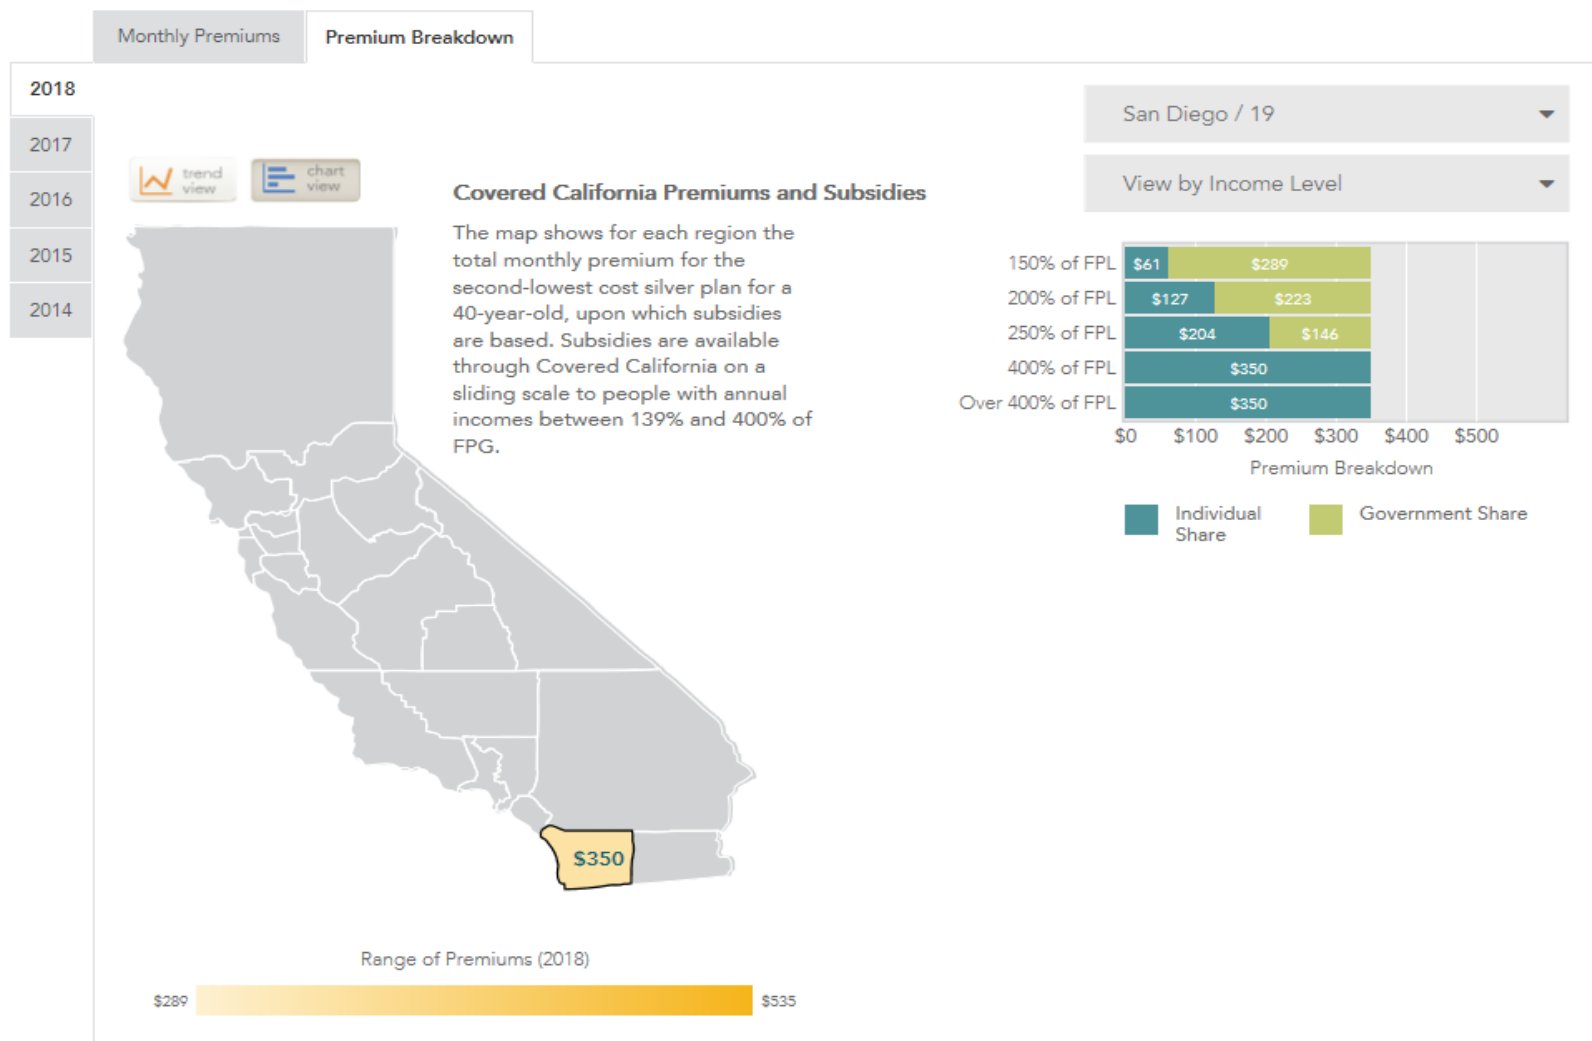 Monthly Premiums
Premium Breakdown
2018
2017
2016
2015
2014
trend
view
chart
view
Covered California Premiums and Subsidies
The map shows for each region the
total monthly premium for the
second-lowest cost silver plan for a
40-year-old, upon which subsidies
are based. Subsidies are available
through Covered California on a
sliding scale to people with annual
incomes between 139% and 400% of
FPG.
San Diego / 19
View by Income Level
150% of FPL $61 $289
200% of FPL $127 $223
250% of FPL $204 $146
400% of FPL $350
Over 400% of FPL $350
$0 $100 $200 $300 $400 $500
Premium Breakdown
Individual
Share
Government Share
$350
Range of Premiums (2018)
$289 $535